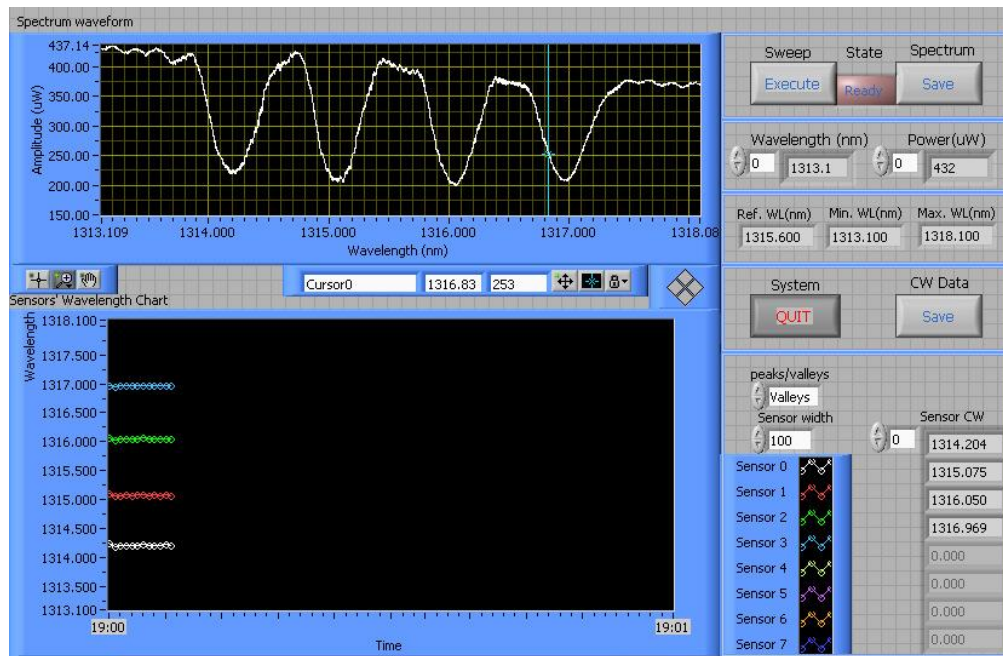 Spectrum waveform
437.14
400.00
350.00
300.00
250.00
200.00
150.00
Amplitude (uW)
1313.109 1314.000 1315.000 1316.000 1317.000 1318.08
Wavelength (nm)
Cursor0 1316.83 253
Sensors' Wavelength Chart
Wavelength
1318.100
1317.500
1317.000
1316.500
1316.000
1315.500
1315.000
1314.500
1314.000
1313.500
1313.100
19:00 19:01
Time
Sweep State Spectrum
Execute Ready Save
Wavelength (nm) Power(uW)
0 1313.1 0 432
Ref. WL(nm) Min. WL(nm) Max. WL(nm)
1315.600 1313.100 1318.100
System CW Data
QUIT Save
peaks/valleys
Valleys
Sensor width Sensor CW
100 0 1314.204
1315.075
1316.050
1316.969
0.000
0.000
0.000
0.000
Sensor 0
Sensor 1
Sensor 2
Sensor 3
Sensor 4
Sensor 5
Sensor 6
Sensor 7